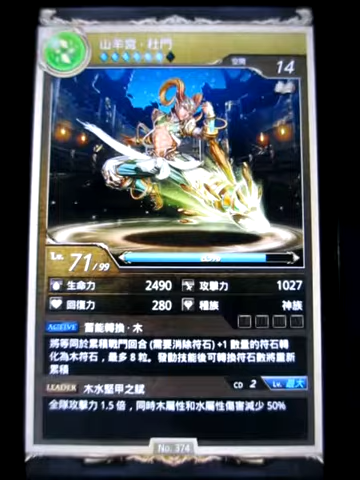 山羊宮．杜門
空間 14
Lv. 71/99
生命力 2490 攻擊力 1027
回復力 280 種族 神族
ACTIVE 蓄能轉換．木
將等同於累積戰鬥回合 (需要消除符石) +1 數量的符石轉
化為木符石，最多 8 粒。發動技能後可轉換符石數將重新
累積
LEADER 木水堅甲之賦 CD 2 Lv. 最大
全隊攻擊力 1.5 倍，同時木屬性和水屬性傷害減少 50%
No. 374